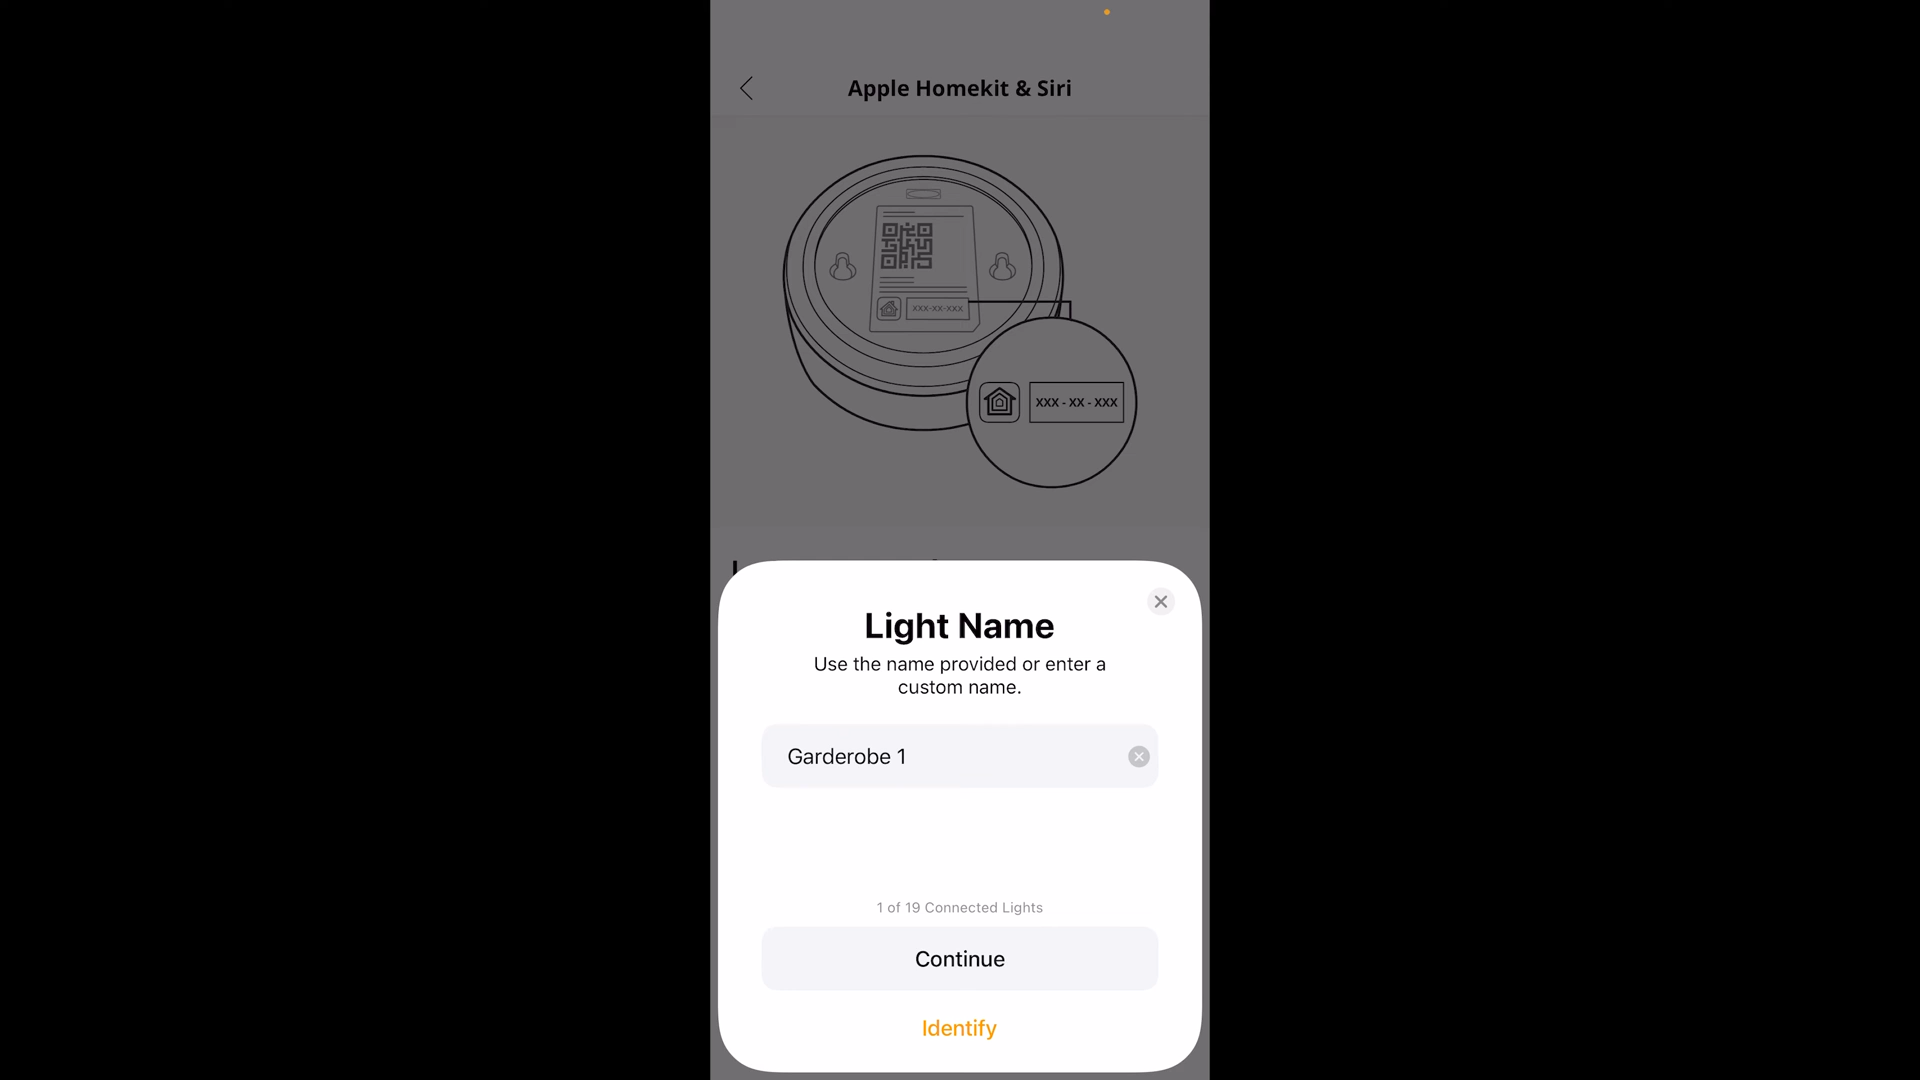 Apple Homekit & Siri
XXX-XX-XXX
XXX - XX - XXX
Light Name
Use the name provided or enter a
custom name.
Garderobe 1
1 of 19 Connected Lights
Continue
Identify